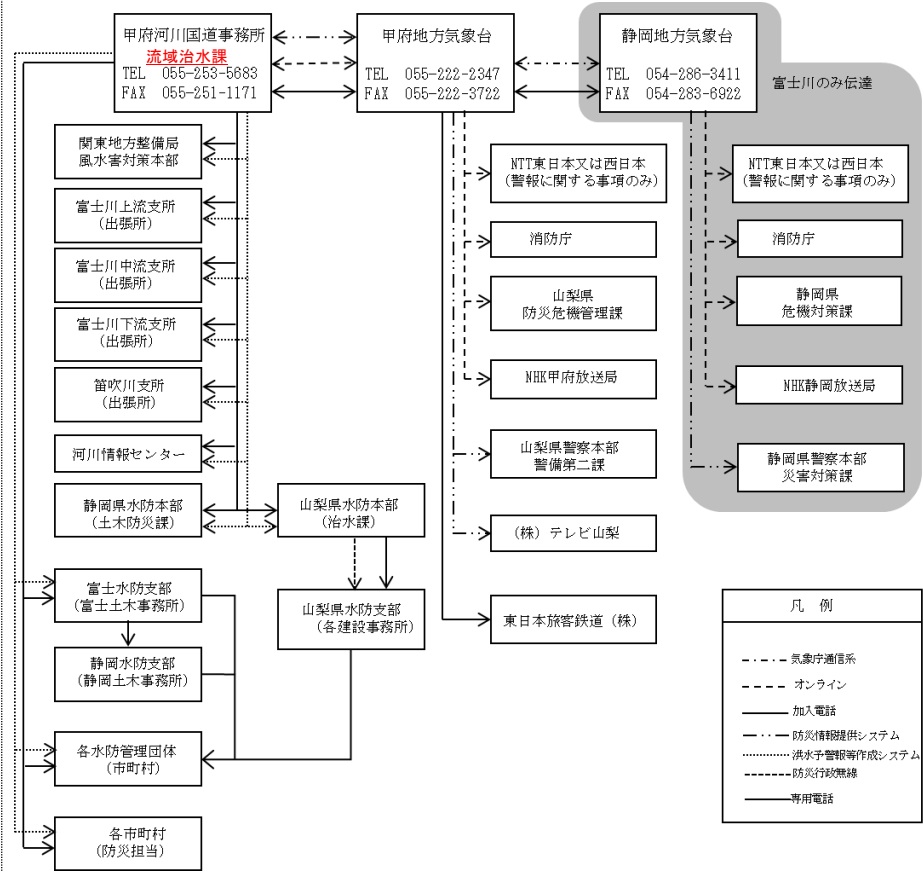 甲府河川国道事務所
流域治水課
TEL 055-253-5683
FAX 055-251-1171
甲府地方気象台
TEL 055-222-2347
FAX 055-222-3722
静岡地方気象台
TEL 054-286-3411
FAX 054-283-6922
富士川のみ伝達
関東地方整備局
風水害対策本部
富士川上流支所
(出張所)
富士川中流支所
(出張所)
富士川下流支所
(出張所)
笛吹川支所
(出張所)
河川情報センター
静岡県水防本部
(土木防災課)
山梨県水防本部
(治水課)
富士水防支部
(富士土木事務所)
山梨県水防支部
(各建設事務所)
静岡水防支部
(静岡土木事務所)
各水防管理団体
(市町村)
各市町村
(防災担当)
NTT東日本又は西日本
(警報に関する事項のみ)
消防庁
山梨県
防災危機管理課
NHK甲府放送局
山梨県警察本部
警備第二課
(株)テレビ山梨
東日本旅客鉄道(株)
NTT東日本又は西日本
(警報に関する事項のみ)
消防庁
静岡県
危機対策課
NHK静岡放送局
静岡県警察本部
災害対策課
凡 例
気象庁通信系
オンライン
加入電話
防災情報提供システム
洪水予警報等作成システム
防災行政無線
専用電話